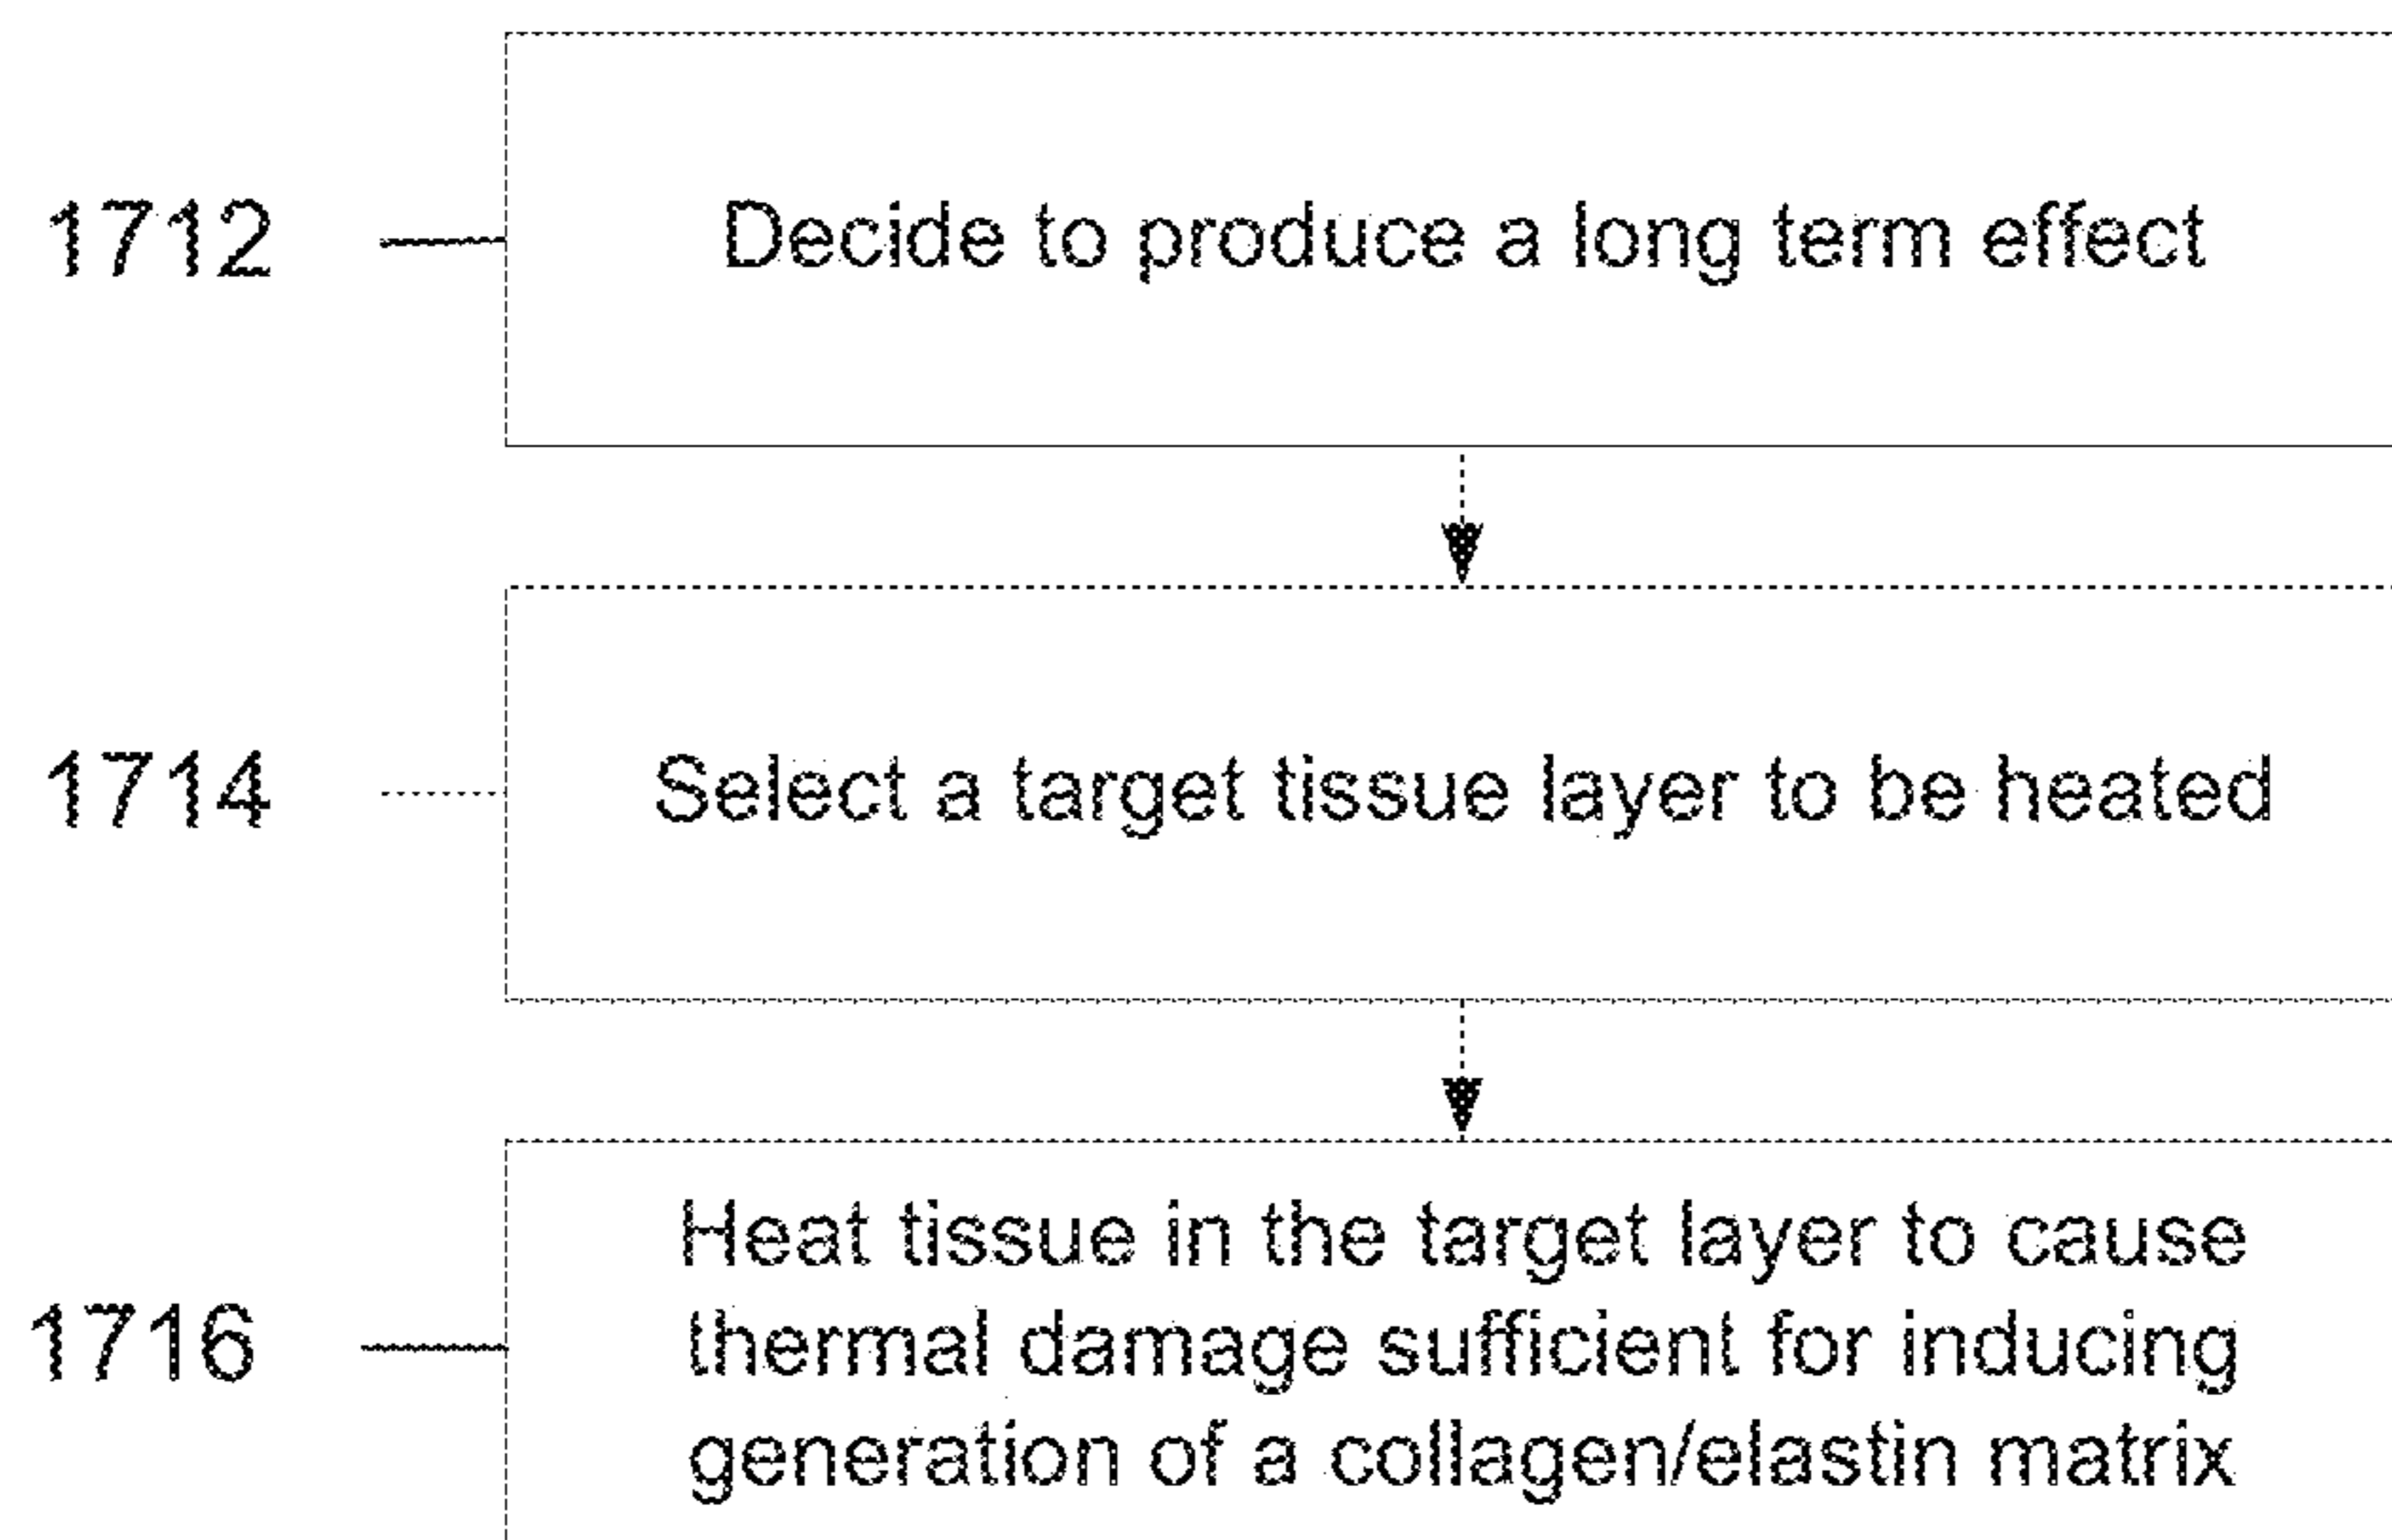 1712
Decide to produce a long term effect
1714
Select a target tissue layer to be heated
Heat tissue in the target layer to cause
1716
thermal damage sufficient for inducing
generation of a collagen/elastin matrix